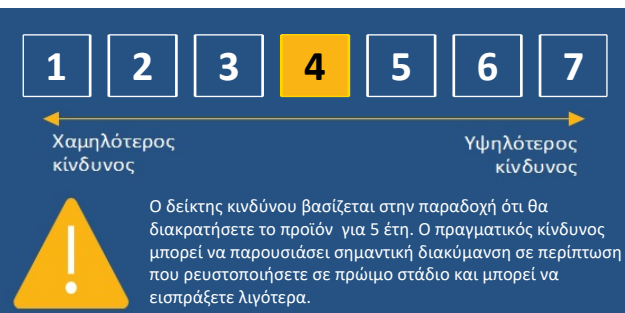 1 2 3 4 5 6 7
Χαμηλότερος Υψηλότερος
κίνδυνος κίνδυνος
Ο δείκτης κινδύνου βασίζεται στην παραδοχή ότι θα
διακρατήσετε το προϊόν για 5 έτη. Ο πραγματικός κίνδυνος
μπορεί να παρουσιάσει σημαντική διακύμανση σε περίπτωση
που ρευστοποιήσετε σε πρώιμο στάδιο και μπορεί να
εισπράξετε λιγότερα.